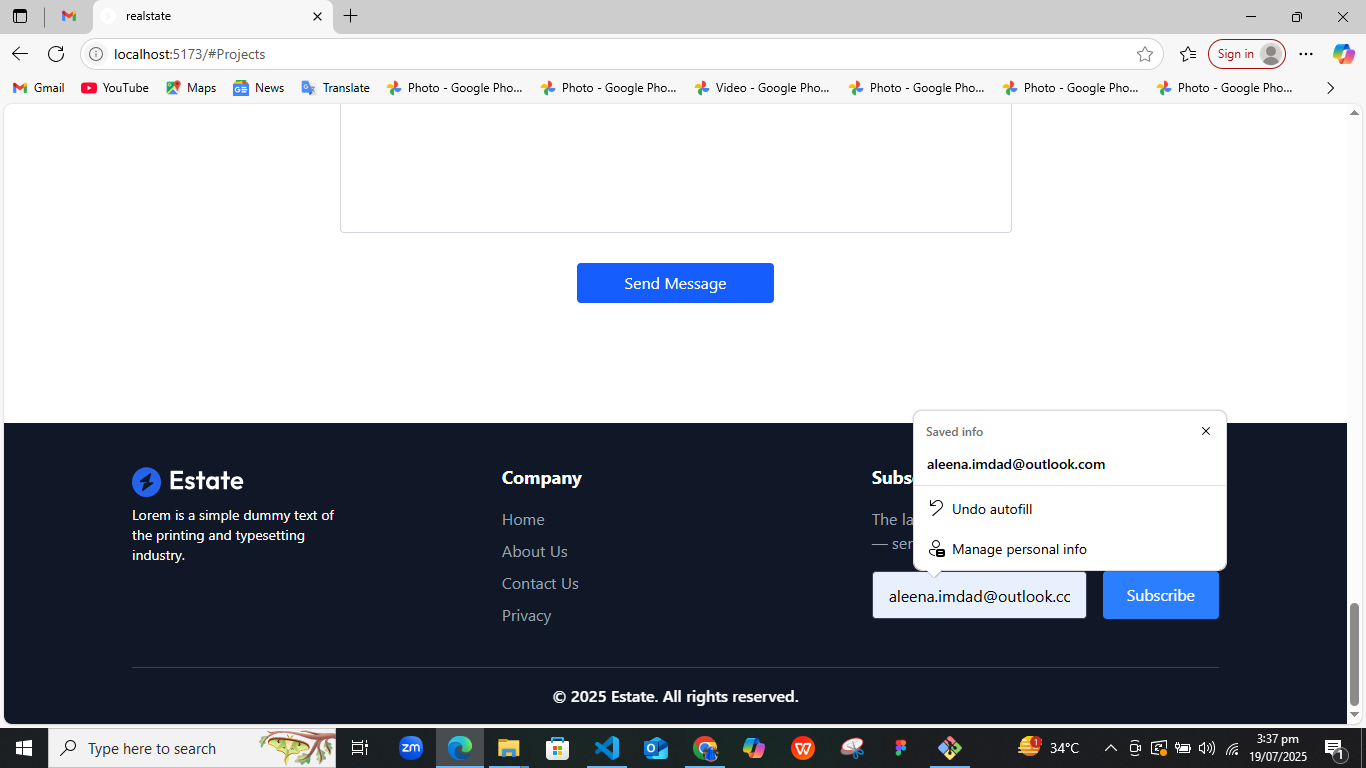 realstate
localhost:5173/#Projects
Sign in
Gmail
YouTube
Maps
News
Translate
Photo - Google Pho...
Photo - Google Pho...
Video - Google Pho...
Photo - Google Pho...
Photo - Google Pho...
Photo - Google Pho...
Send Message
Estate
Lorem is a simple dummy text of
the printing and typesetting
industry.
Company
Home
About Us
Contact Us
Privacy
The la
Saved info
aleena.imdad@outlook.com
Undo autofill
Manage personal info
aleena.imdad@outlook.cc
Subscribe
© 2025 Estate. All rights reserved.
Type here to search
zm
W
1
34°C
3:37 pm
19/07/2025
1